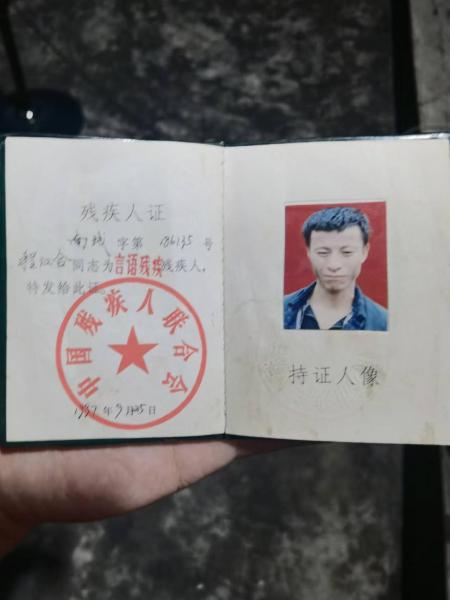 残疾人证
字第 136135 号
同志为言语残疾残疾人。
特发给此证。
中国残疾人联合会
1997年9月25日
持证人像